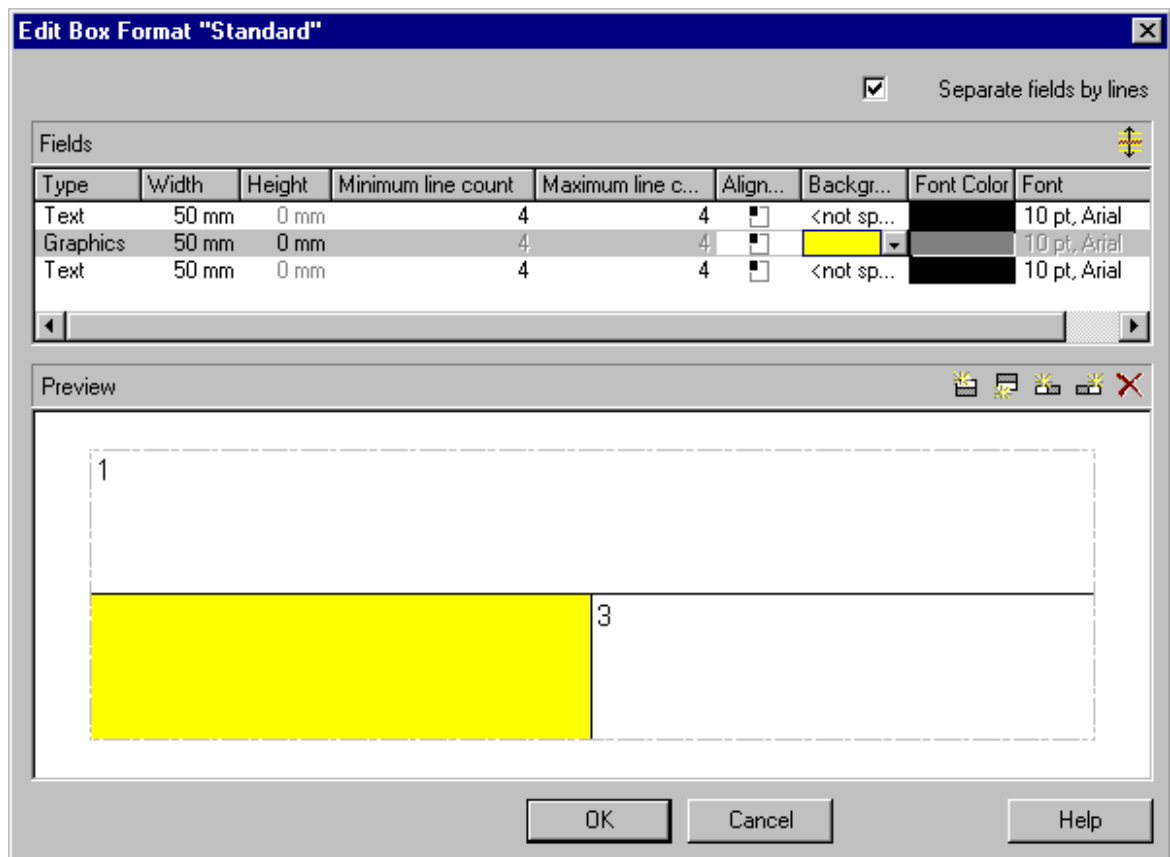 Edit Box Format "Standard"
Separate fields by lines
Fields
Type Width Height Minimum line count Maximum line c... Align... Backgr... Font Color Font
Text 50 mm 0 mm 4 4 <not sp... 10 pt, Arial
Graphics 50 mm 0 mm 4 4 10 pt, Arial
Text 50 mm 0 mm 4 4 <not sp... 10 pt, Arial
Preview
1
3
OK Cancel Help